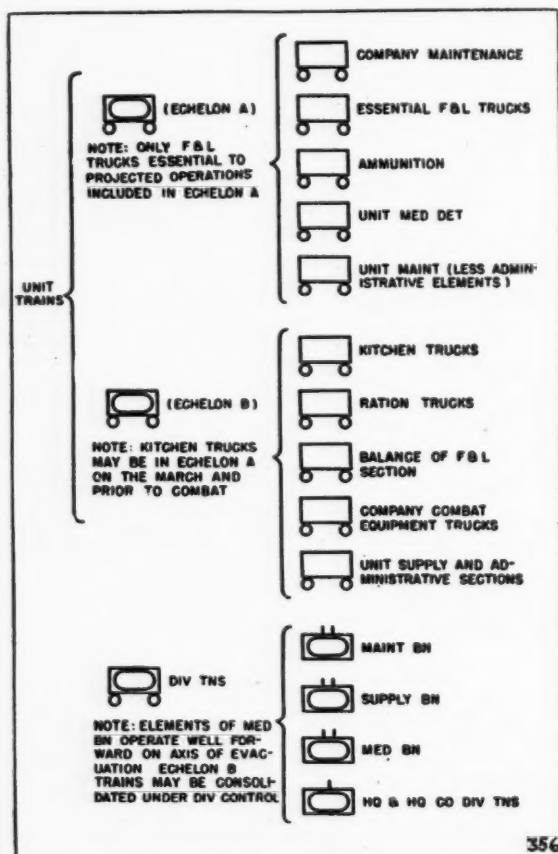 UNIT
TRAINS
(ECHELON A)
NOTE: ONLY F&L
TRUCKS ESSENTIAL TO
PROJECTED OPERATIONS
INCLUDED IN ECHELON A
COMPANY MAINTENANCE
ESSENTIAL F&L TRUCKS
AMMUNITION
UNIT MED DET
UNIT MAINT (LESS ADMIN-
ISTRATIVE ELEMENTS)
(ECHELON B)
NOTE: KITCHEN TRUCKS
MAY BE IN ECHELON A
ON THE MARCH AND
PRIOR TO COMBAT
KITCHEN TRUCKS
RATION TRUCKS
BALANCE OF F&L
SECTION
COMPANY COMBAT
EQUIPMENT TRUCKS
UNIT SUPPLY AND AD-
MINISTRATIVE SECTIONS
DIV TNS
NOTE: ELEMENTS OF MED
BN OPERATE WELL FOR-
WARD ON AXIS OF EVAC-
UATION ECHELON B
TRAINS MAY BE CONSOLI-
DATED UNDER DIV CONTROL
MAINT BN
SUPPLY BN
MED BN
HQ & HQ CO DIV TNS
356